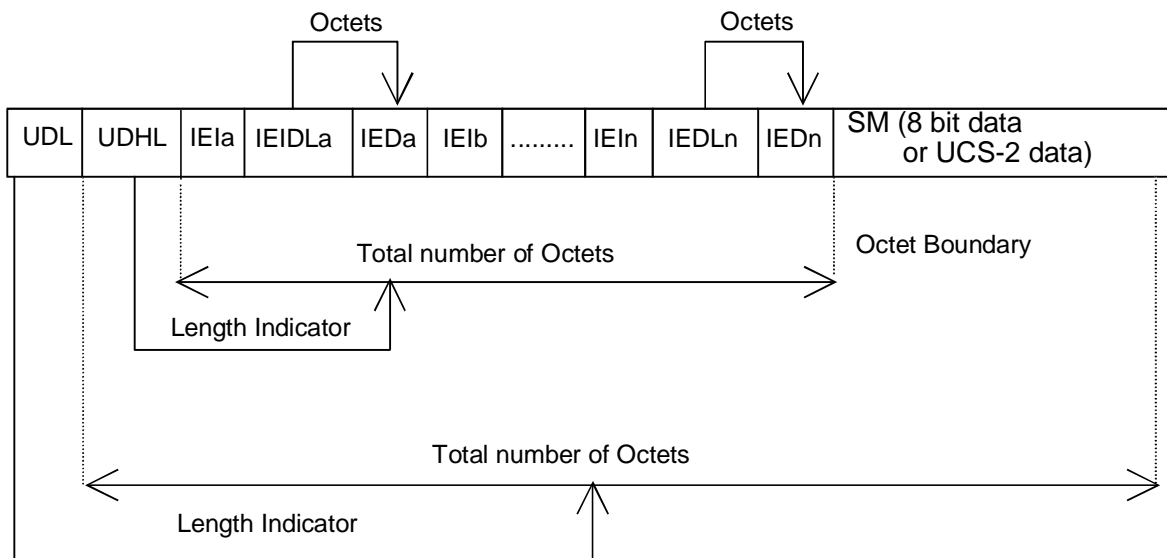 Octets Octets
UDL UDHL IEIa IEIDLa IEDa IEIb ......... IEIn IEDLn IEDn SM (8 bit data
or UCS-2 data)
Total number of Octets Octet Boundary
Length Indicator
Total number of Octets
Length Indicator